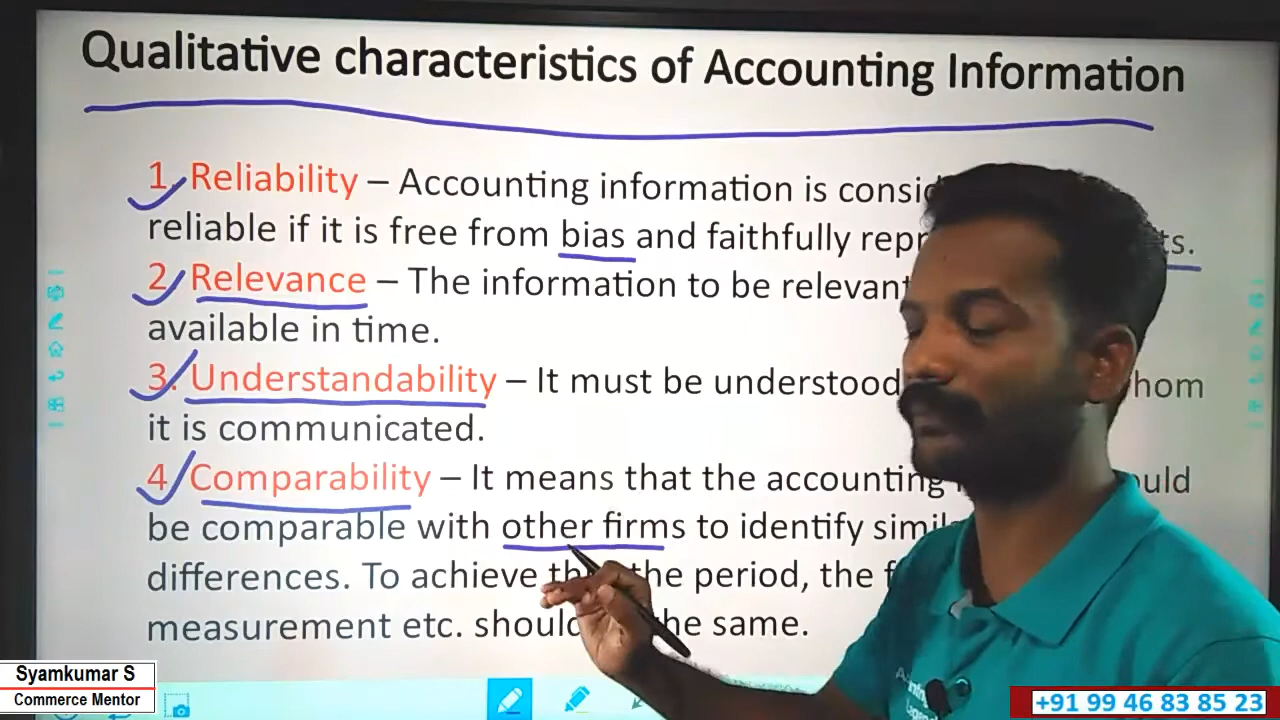 Qualitative characteristics of Accounting Information
1. Reliability – Accounting information is
reliable if it is free from bias and faithfully
2. Relevance – The information to be relevant
available in time.
3. Understandability – It must be understood
it is communicated.
4. Comparability – It means that the accounting
be comparable with other firms to identify
differences. To achieve the period, the
measurement etc. should the same.
Syamkumar S
Commerce Mentor
+91 99 46 83 85 23